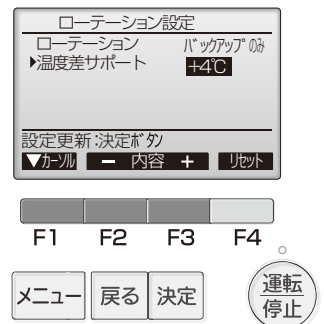 ローテーション設定
ローテーション バックアップのみ
▶温度差サポート +4℃
設定更新:決定ボタン
▼カーソル − 内容 + リセット
F1 F2 F3 F4
メニュー 戻る 決定 運転
停止